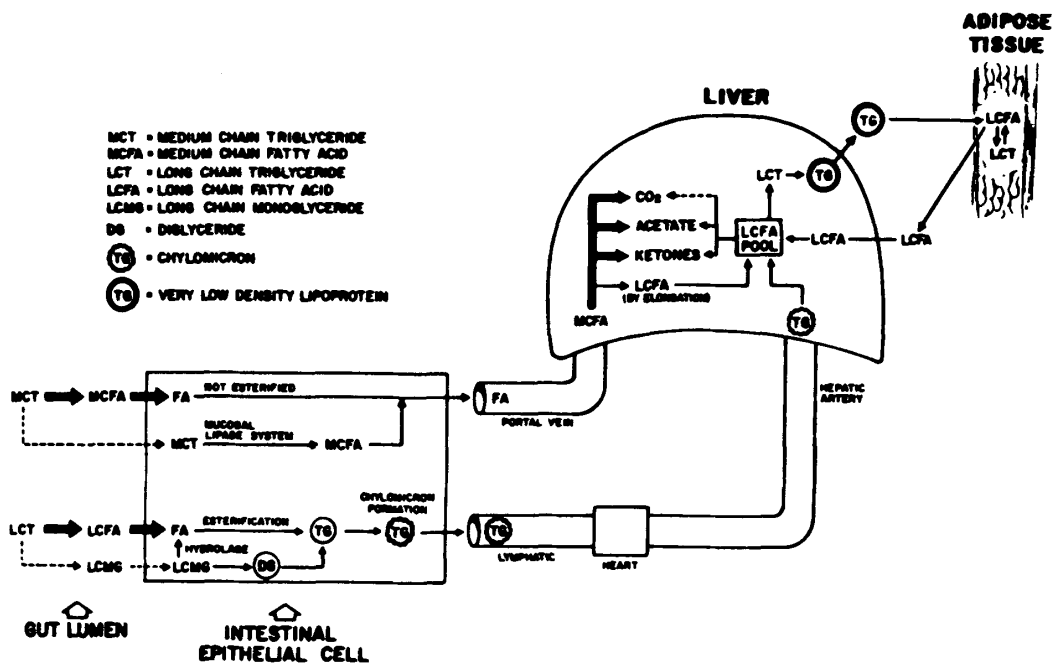 ADIPOSE
TISSUE
LIVER
MCT = MEDIUM CHAIN TRIGLYCERIDE
MCFA = MEDIUM CHAIN FATTY ACID
LCT = LONG CHAIN TRIGLYCERIDE
LCFA = LONG CHAIN FATTY ACID
LCMG = LONG CHAIN MONOGLYCERIDE
DG = DIGLYCERIDE
TG = CHYLOMICRON
TG = VERY LOW DENSITY LIPOPROTEIN
TG
LCFA
LCT
LCT
TG
CO₂
ACETATE
KETONES
LCFA
POOL
LCFA
LCFA
LCFA
(BY ELONGATION)
MCFA
TG
MCT
MCFA
FA
NOT ESTERIFIED
FA
PORTAL VEIN
HEPATIC
ARTERY
MCT
MUCOSAL
LIPASE SYSTEM
MCFA
CHYLOMICRON
FORMATION
LCT
LCFA
FA
ESTERIFICATION
TG
TG
TG
LYMPHATIC
HEART
HYDROLASE
LCMG
LCMG
DG
GUT LUMEN
INTESTINAL
EPITHELIAL CELL